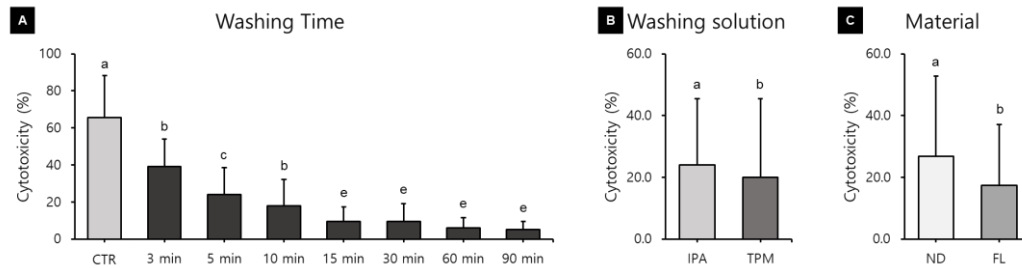 A Washing Time
Cytotoxicity (%)
100
80
60
40
20
0
a
b
c
b
e
e
e
e
CTR 3 min 5 min 10 min 15 min 30 min 60 min 90 min
B Washing solution
Cytotoxicity (%)
60.0
40.0
20.0
0.0
a
b
IPA TPM
C Material
Cytotoxicity (%)
60.0
40.0
20.0
0.0
a
b
ND FL